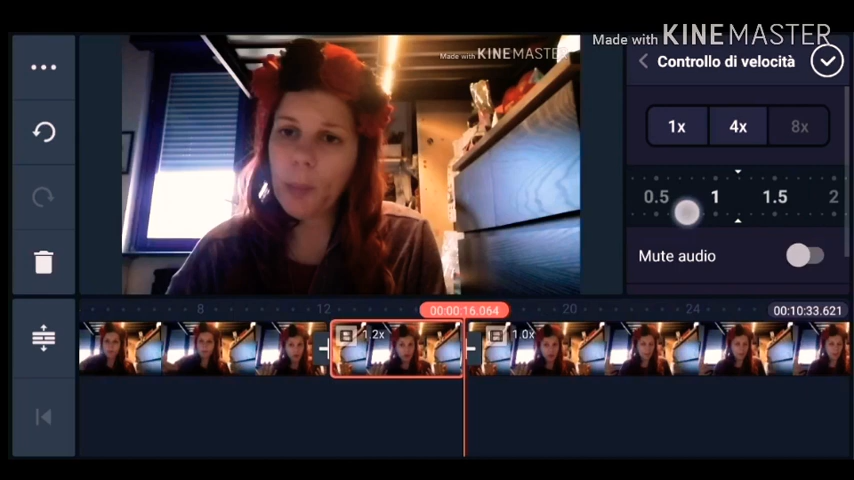 Made with KINEMASTER
Made with KINEMASTER
Controllo di velocità
1x 4x 8x
0.5 1 1.5 2
Mute audio
8 12 00:00:16.064 20 24 00:10:33.621
1.2x 1.0x